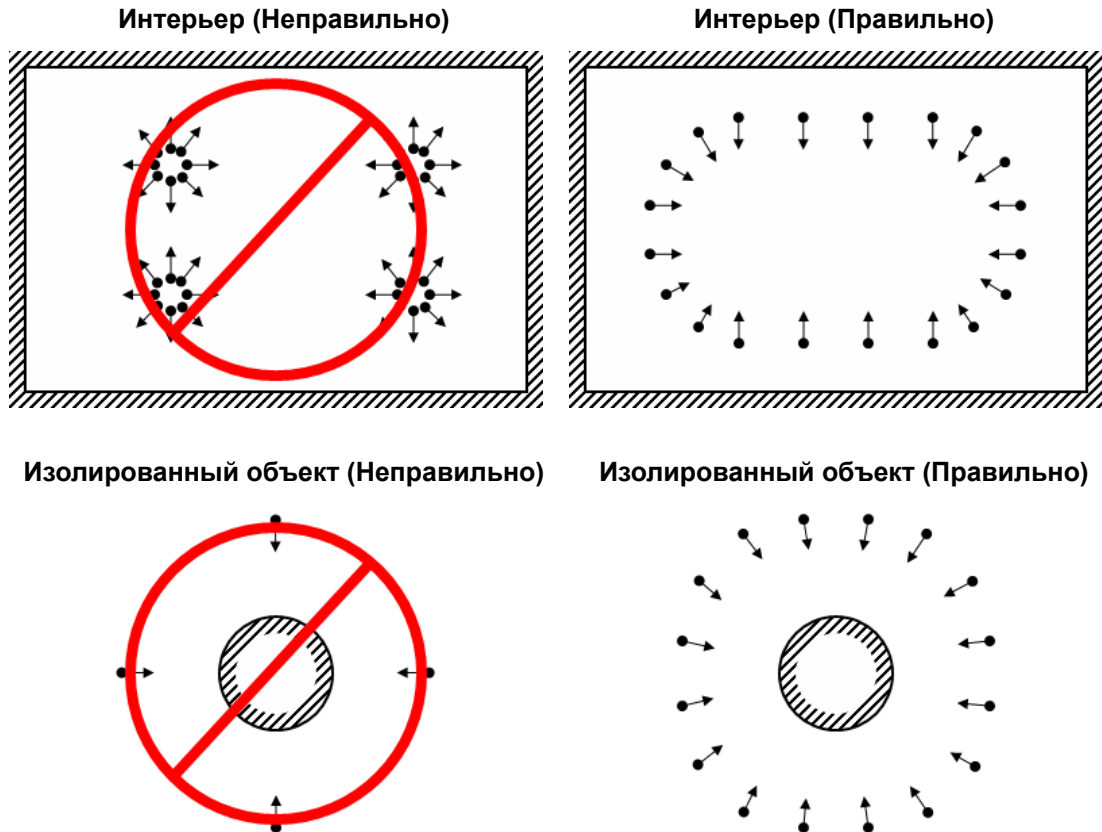 Интерьер (Неправильно)
Интерьер (Правильно)
Изолированный объект (Неправильно)
Изолированный объект (Правильно)